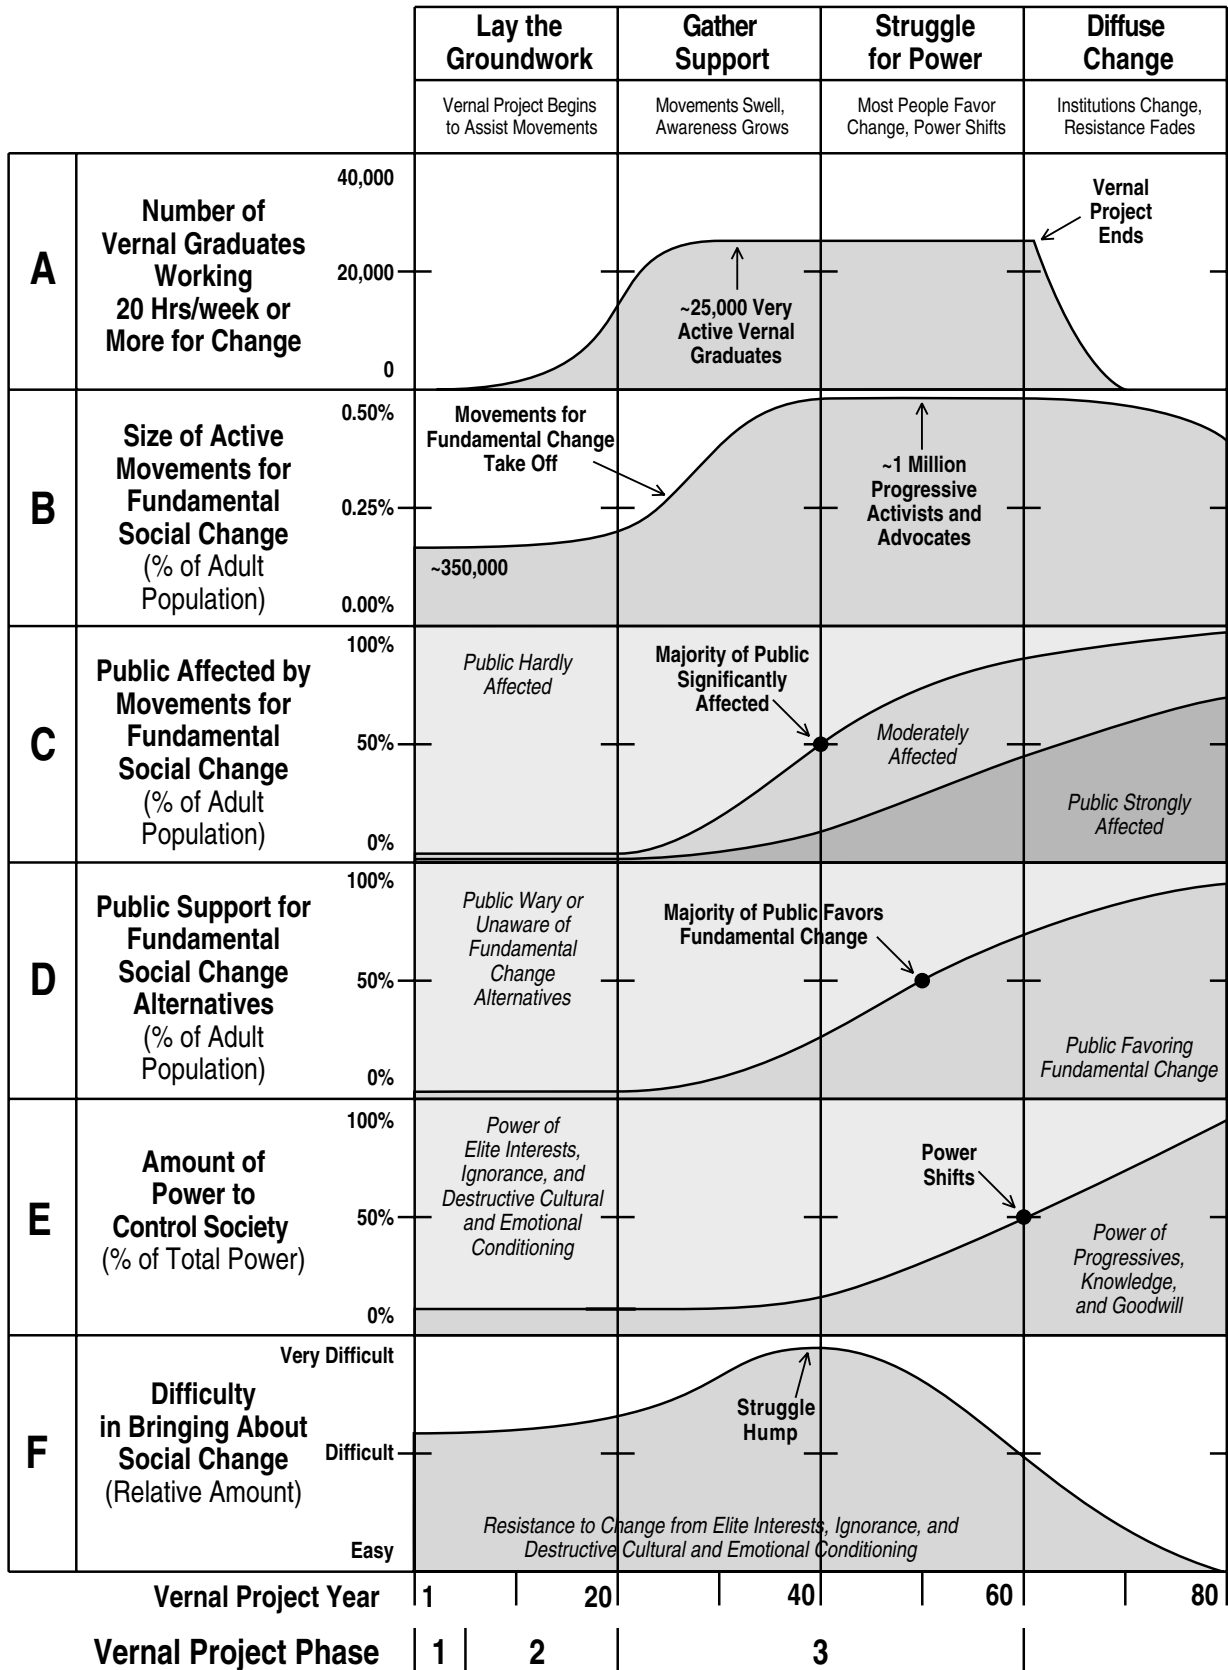 Lay the
Groundwork
Gather
Support
Struggle
for Power
Diffuse
Change
Vernal Project Begins
to Assist Movements
Movements Swell,
Awareness Grows
Most People Favor
Change, Power Shifts
Institutions Change,
Resistance Fades
A
Number of
Vernal Graduates
Working
20 Hrs/week or
More for Change
40,000
20,000
0
~25,000 Very
Active Vernal
Graduates
Vernal
Project
Ends
B
Size of Active
Movements for
Fundamental
Social Change
(% of Adult
Population)
0.50%
0.25%
0.00%
Movements for
Fundamental Change
Take Off
~350,000
~1 Million
Progressive
Activists and
Advocates
C
Public Affected by
Movements for
Fundamental
Social Change
(% of Adult
Population)
100%
50%
0%
Public Hardly
Affected
Majority of Public
Significantly
Affected
Moderately
Affected
Public Strongly
Affected
D
Public Support for
Fundamental
Social Change
Alternatives
(% of Adult
Population)
100%
50%
0%
Public Wary or
Unaware of
Fundamental
Change
Alternatives
Majority of Public Favors
Fundamental Change
Public Favoring
Fundamental Change
E
Amount of
Power to
Control Society
(% of Total Power)
100%
50%
0%
Power of
Elite Interests,
Ignorance, and
Destructive Cultural
and Emotional
Conditioning
Power
Shifts
Power of
Progressives,
Knowledge,
and Goodwill
F
Difficulty
in Bringing About
Social Change
(Relative Amount)
Very Difficult
Difficult
Easy
Struggle
Hump
Resistance to Change from Elite Interests, Ignorance, and
Destructive Cultural and Emotional Conditioning
Vernal Project Year 1 20 40 60 80
Vernal Project Phase 1 2 3